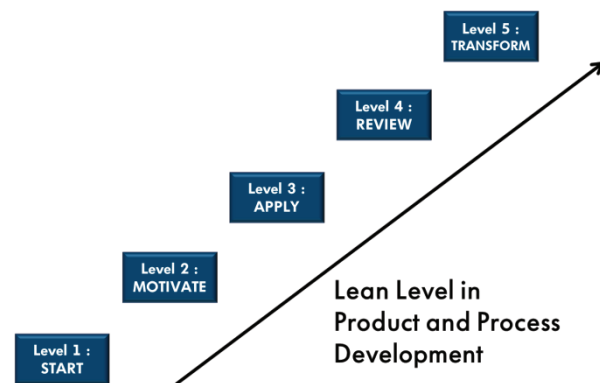 Level 5 :
TRANSFORM
Level 4 :
REVIEW
Level 3 :
APPLY
Level 2 :
MOTIVATE
Level 1 :
START
Lean Level in
Product and Process
Development